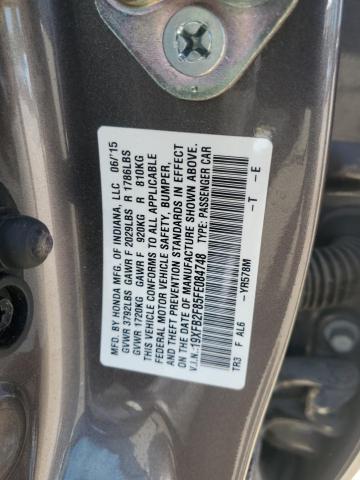 MFD. BY HONDA MFG. OF INDIANA, LLC 06/15
GVWR 3792LBS GAWR F 2029LBS R 1786LBS
GVWR 1720KG GAWR F 920KG R 810KG
THIS VEHICLE CONFORMS TO ALL APPLICABLE
FEDERAL MOTOR VEHICLE SAFETY, BUMPER,
AND THEFT PREVENTION STANDARDS IN EFFECT
ON THE DATE OF MANUFACTURE SHOWN ABOVE.
V.I.N.:19XFB2F85FE084748 TYPE: PASSENGER CAR
-YR578M -T -E
TR3 F AL6